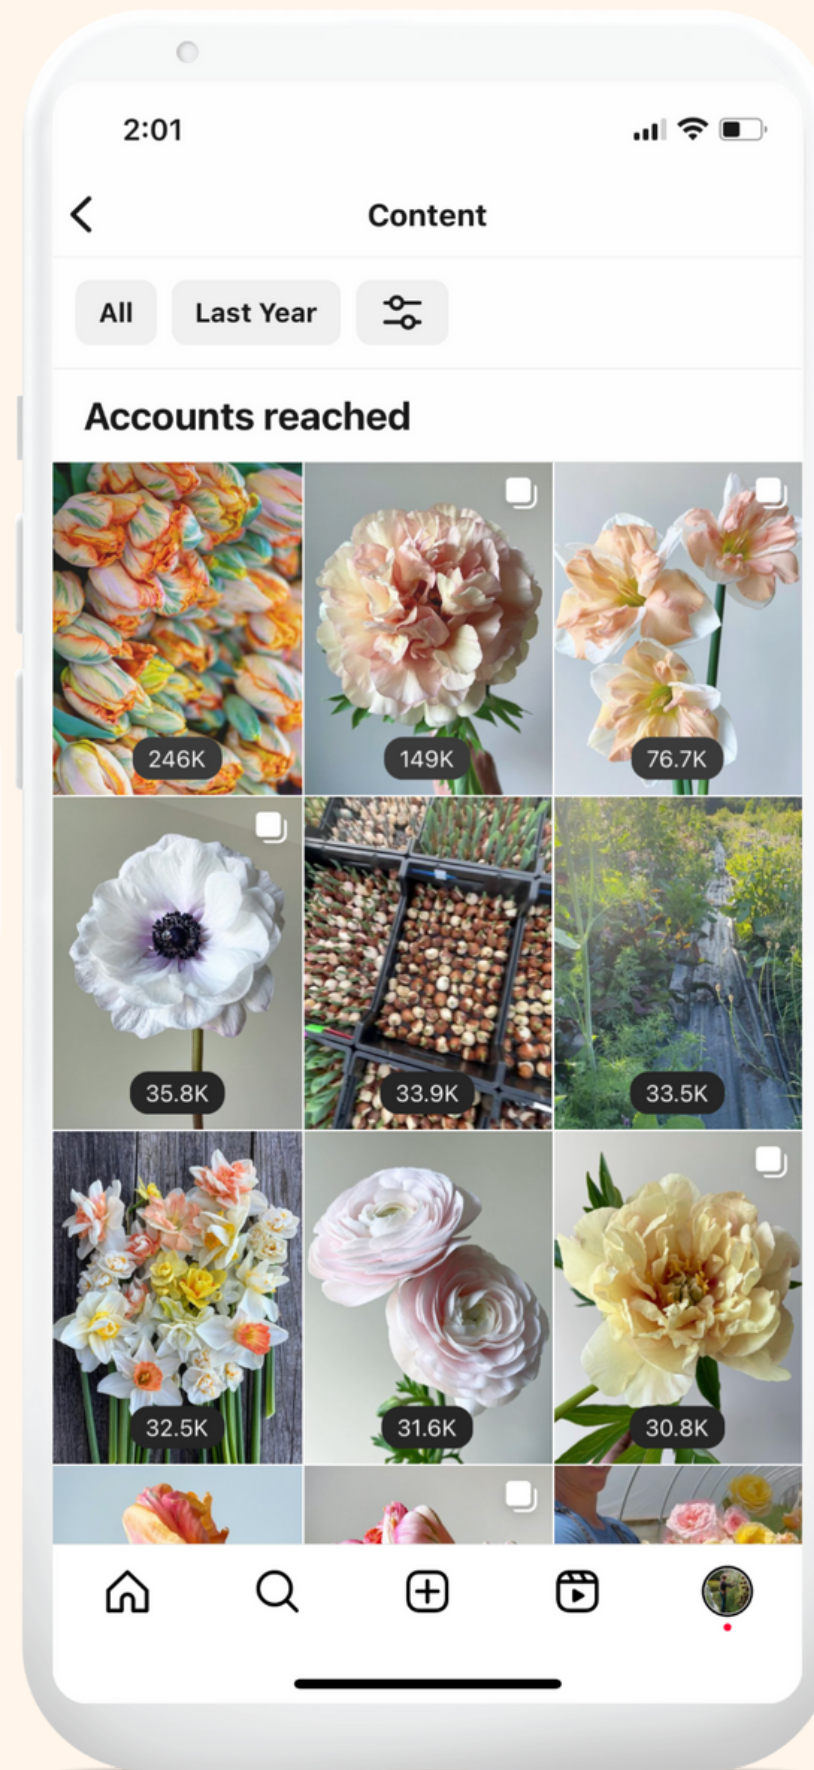 2:01
Content
All
Last Year
Accounts reached
246K
149K
76.7K
35.8K
33.9K
33.5K
32.5K
31.6K
30.8K